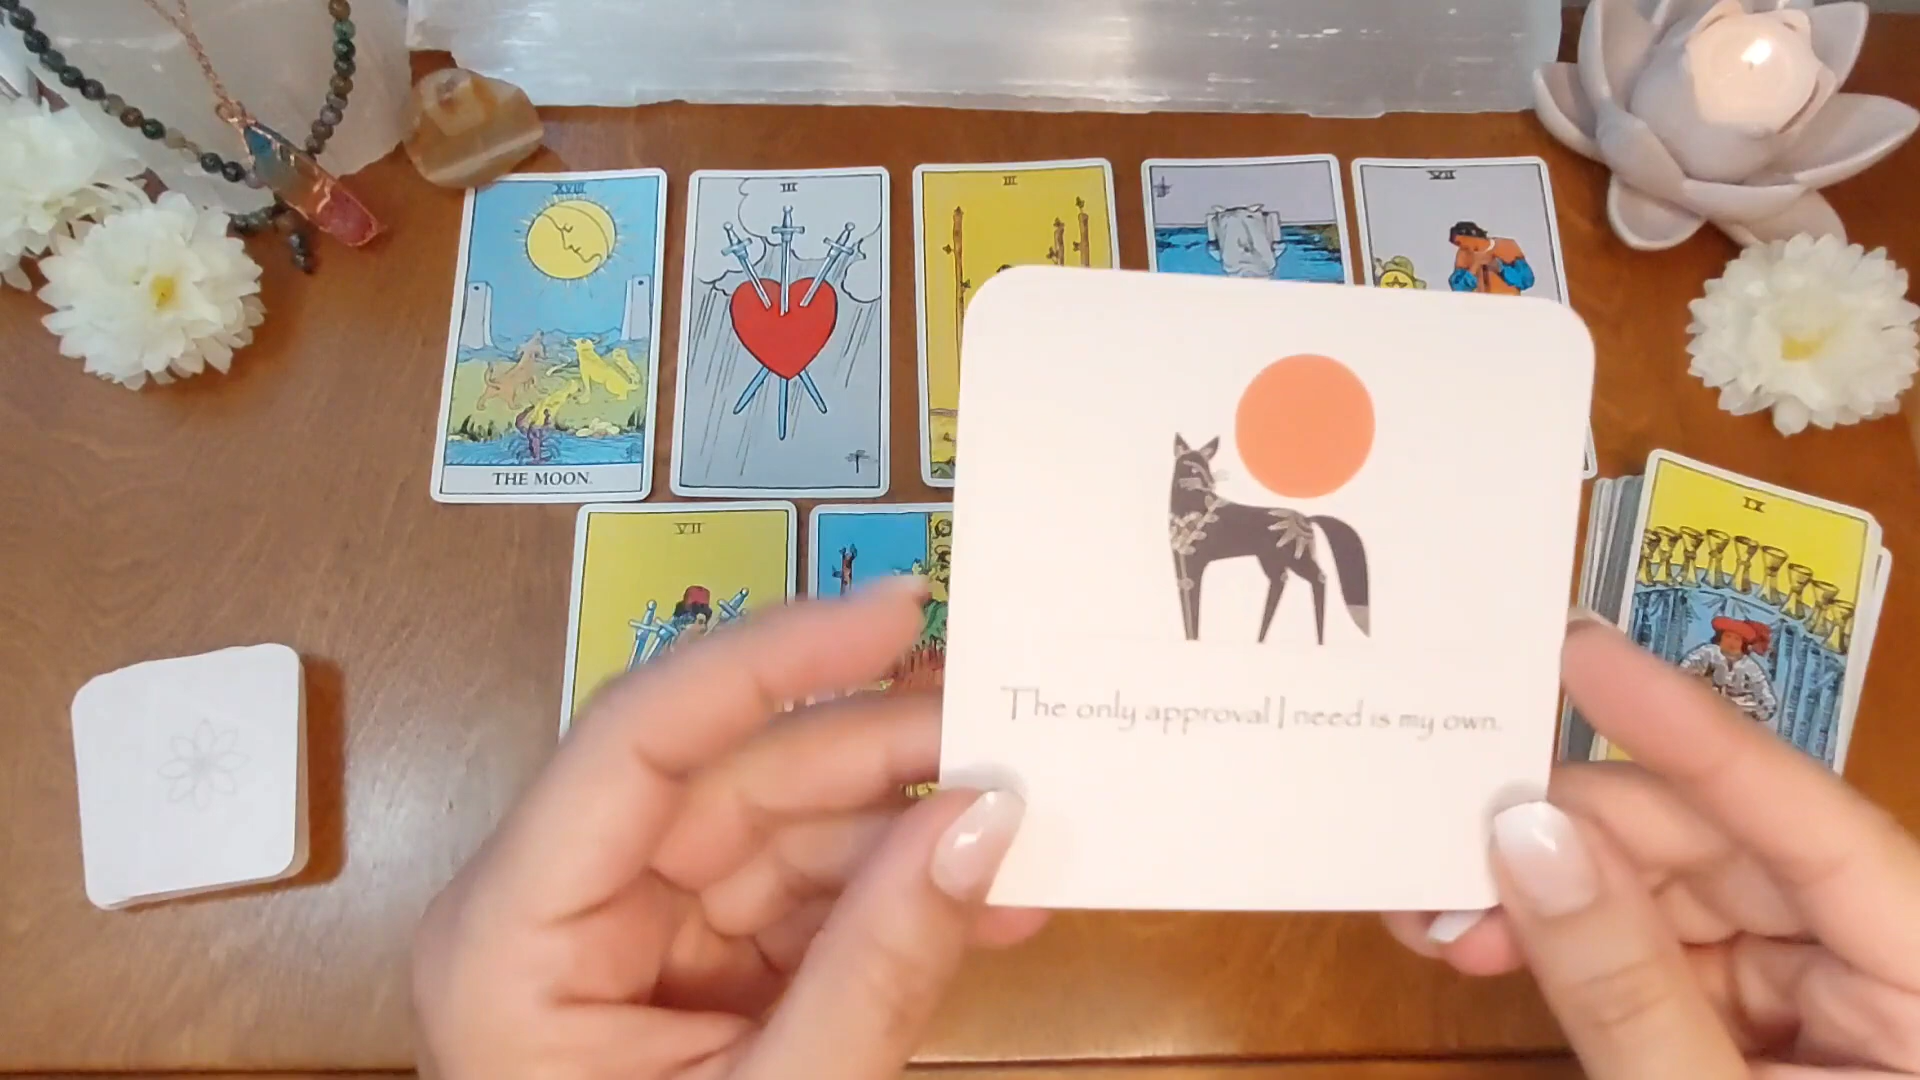 XVIII
III
III
VII
THE MOON.
VII
IX
The only approval I need is my own.